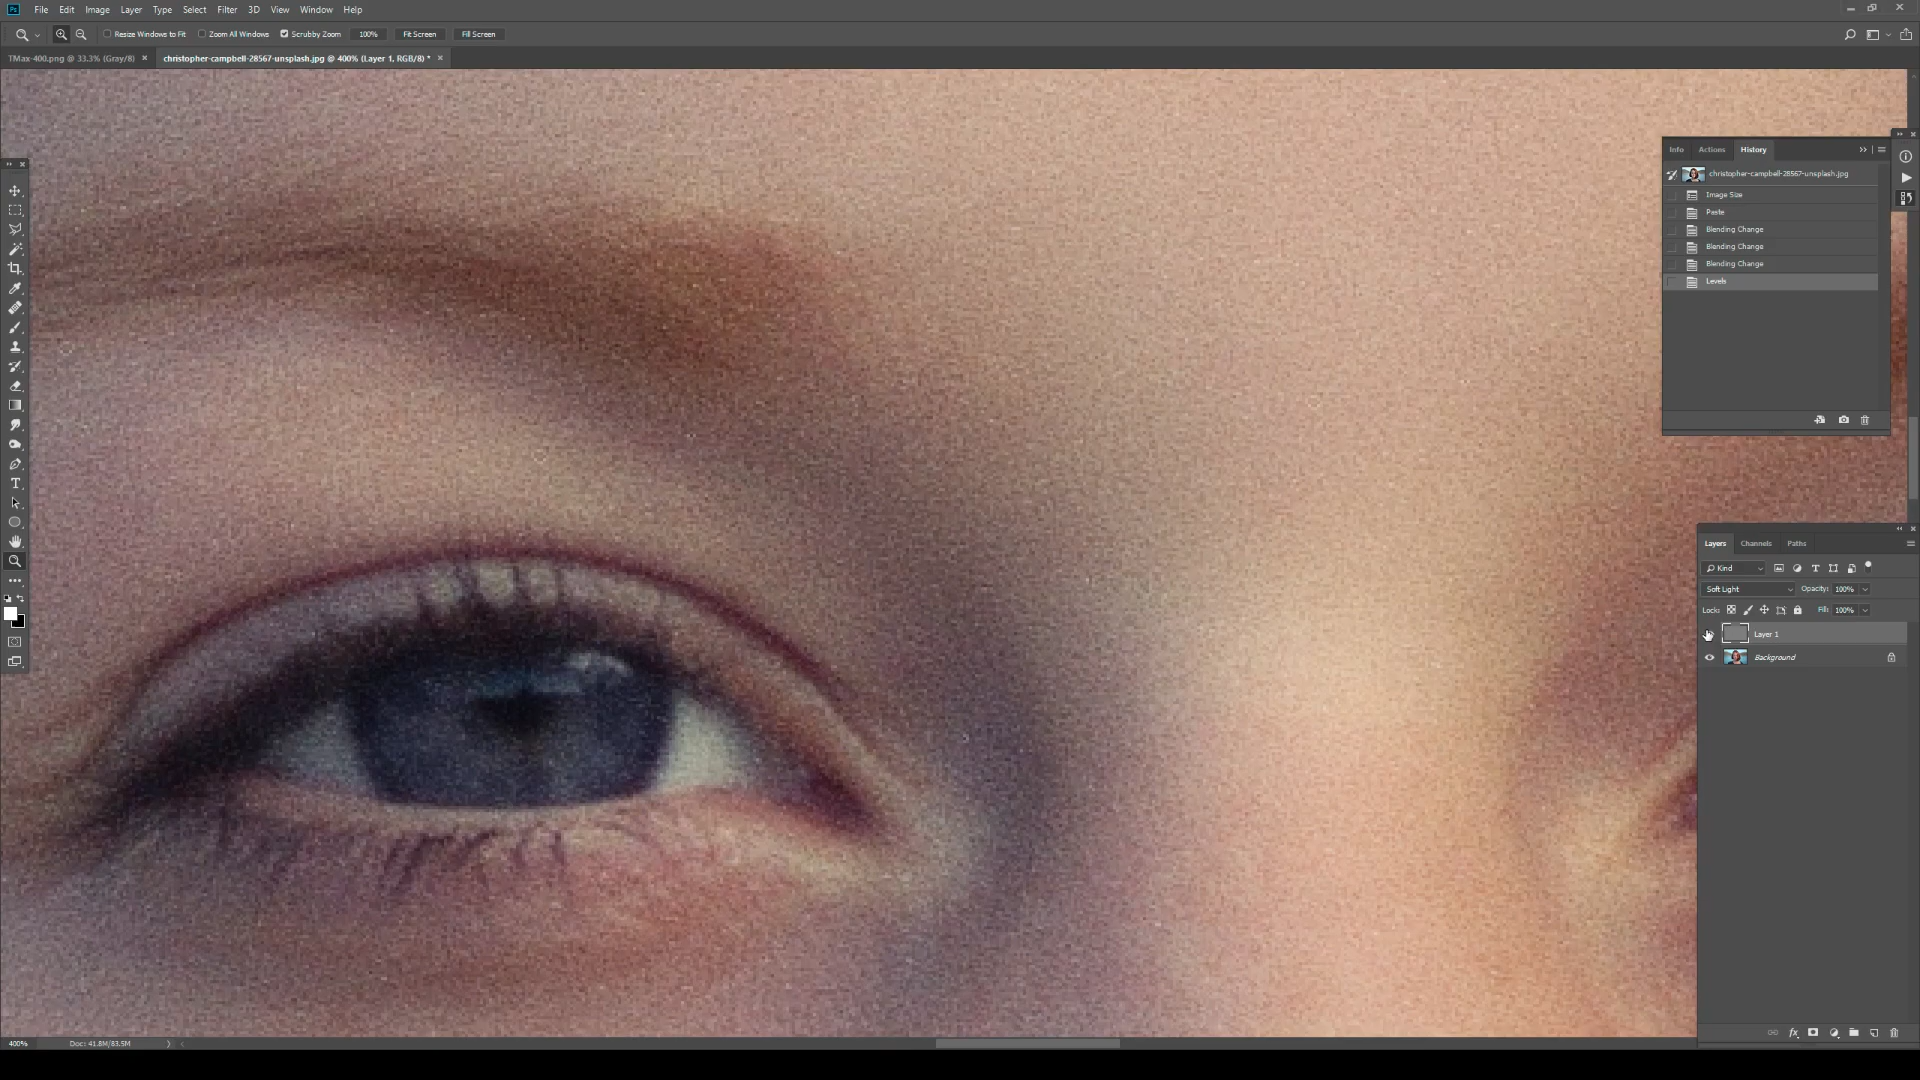 Ps File Edit Image Layer Type Select Filter 3D View Window Help
Resize Windows to Fit Zoom All Windows Scrubby Zoom 100% Fit Screen Fill Screen
TMax-400.png @ 33.3% (Gray/8) christopher-campbell-28567-unsplash.jpg @ 400% (Layer 1, RGB/8) *
Info Actions History
christopher-campbell-28567-unsplash.jpg
Image Size
Paste
Blending Change
Blending Change
Blending Change
Levels
Layers Channels Paths
Kind
Soft Light Opacity: 100%
Lock: Fill: 100%
Layer 1
Background
400% Doc: 41.8M/83.5M